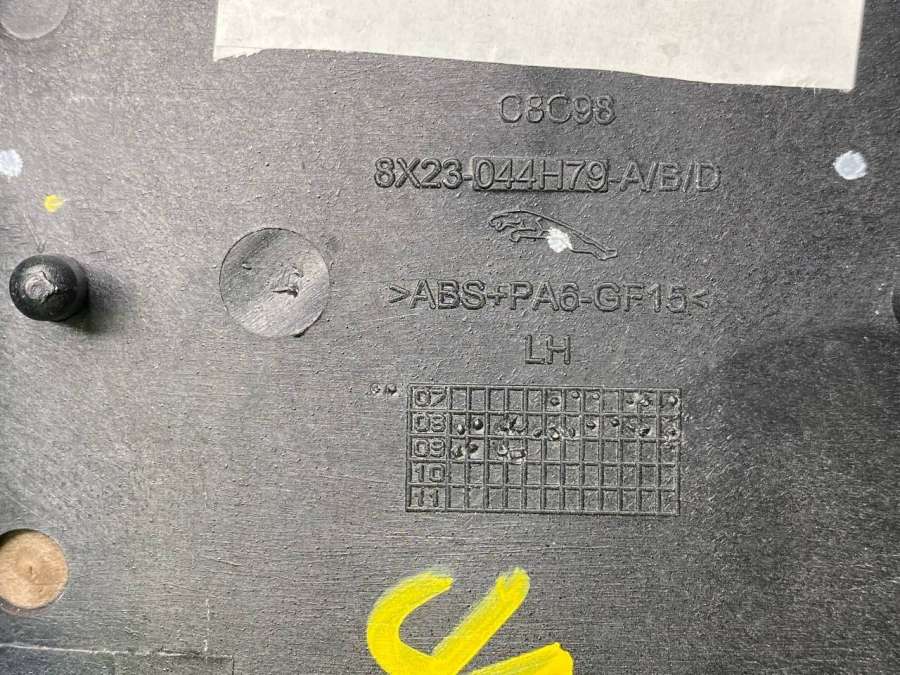 C8C98
8X23-044H79-A/B/D
>ABS+PA6-GF15<
LH
07
08
09
10
11